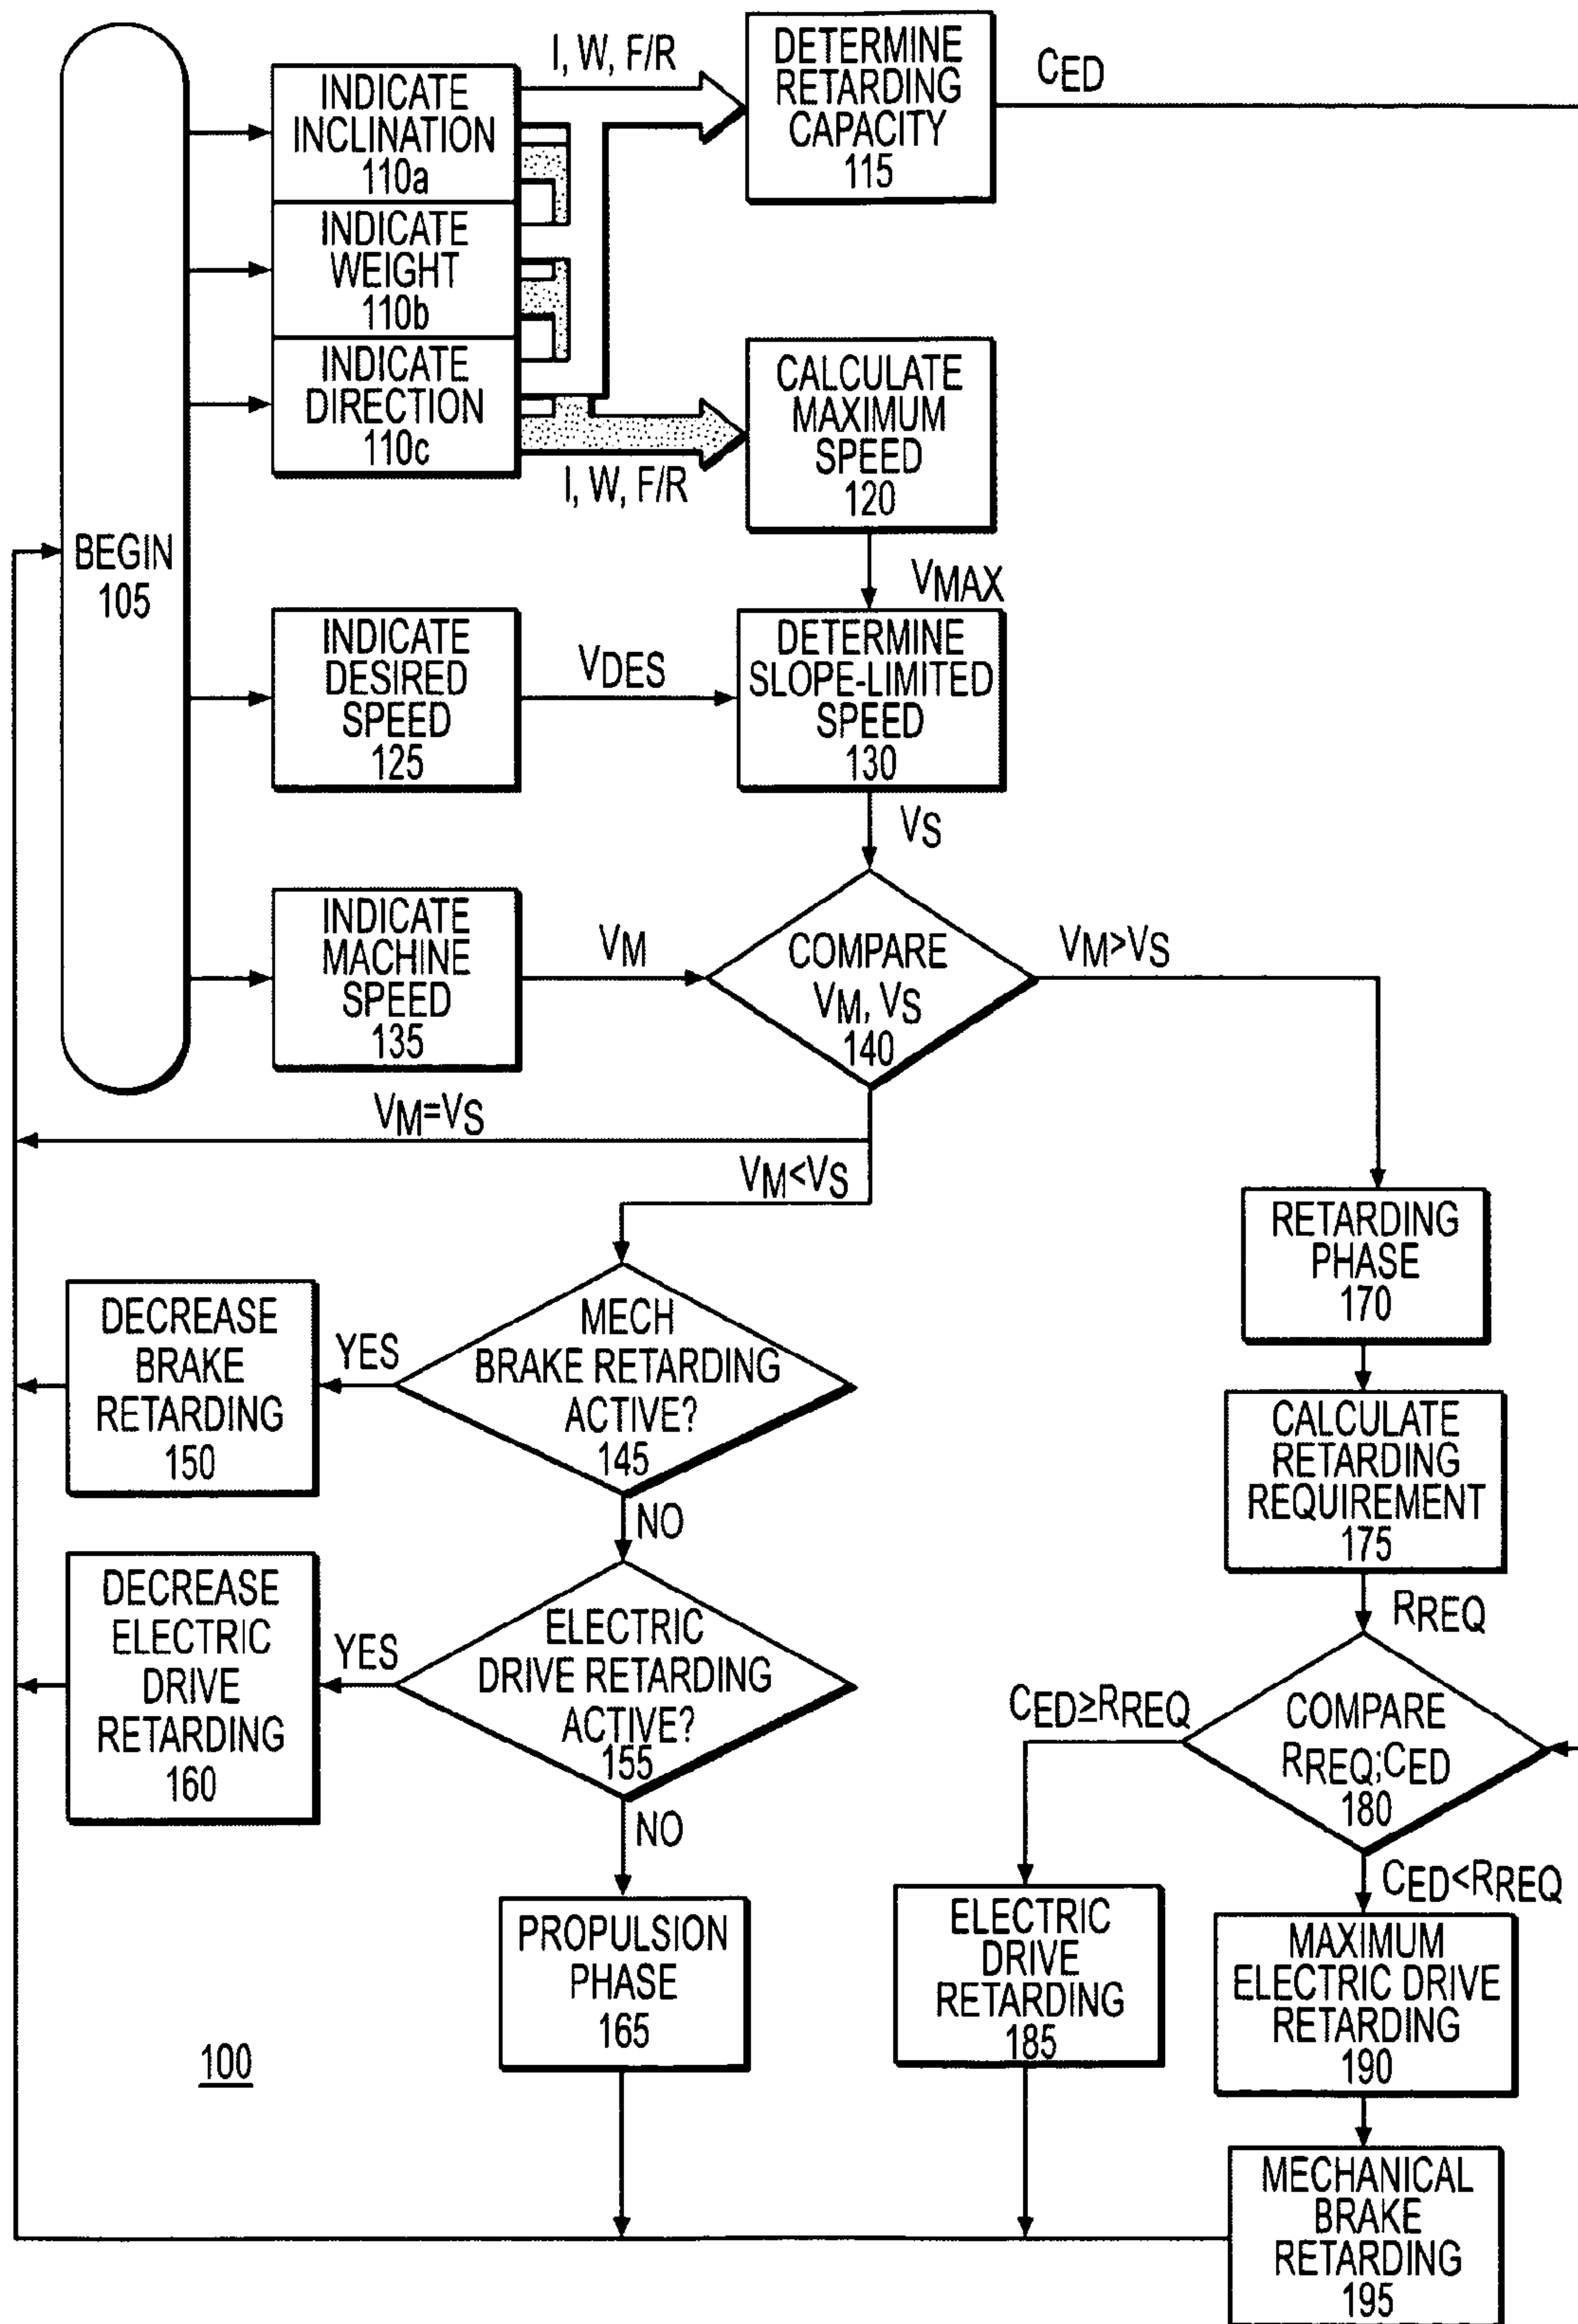 I, W, F/R
DETERMINE
RETARDING
CAPACITY
115
CED
INDICATE
INCLINATION
110a
INDICATE
WEIGHT
110b
INDICATE
DIRECTION
110c
I, W, F/R
CALCULATE
MAXIMUM
SPEED
120
BEGIN
105
VMAX
INDICATE
DESIRED
SPEED
125
VDES
DETERMINE
SLOPE-LIMITED
SPEED
130
VS
INDICATE
MACHINE
SPEED
135
VM
COMPARE
VM, VS
140
VM>VS
VM=VS
VM<VS
RETARDING
PHASE
170
DECREASE
BRAKE
RETARDING
150
YES
MECH
BRAKE RETARDING
ACTIVE?
145
NO
CALCULATE
RETARDING
REQUIREMENT
175
RREQ
DECREASE
ELECTRIC
DRIVE
RETARDING
160
YES
ELECTRIC
DRIVE RETARDING
ACTIVE?
155
NO
CED≥RREQ
COMPARE
RREQ;CED
180
CED<RREQ
PROPULSION
PHASE
165
ELECTRIC
DRIVE
RETARDING
185
MAXIMUM
ELECTRIC DRIVE
RETARDING
190
100
MECHANICAL
BRAKE
RETARDING
195